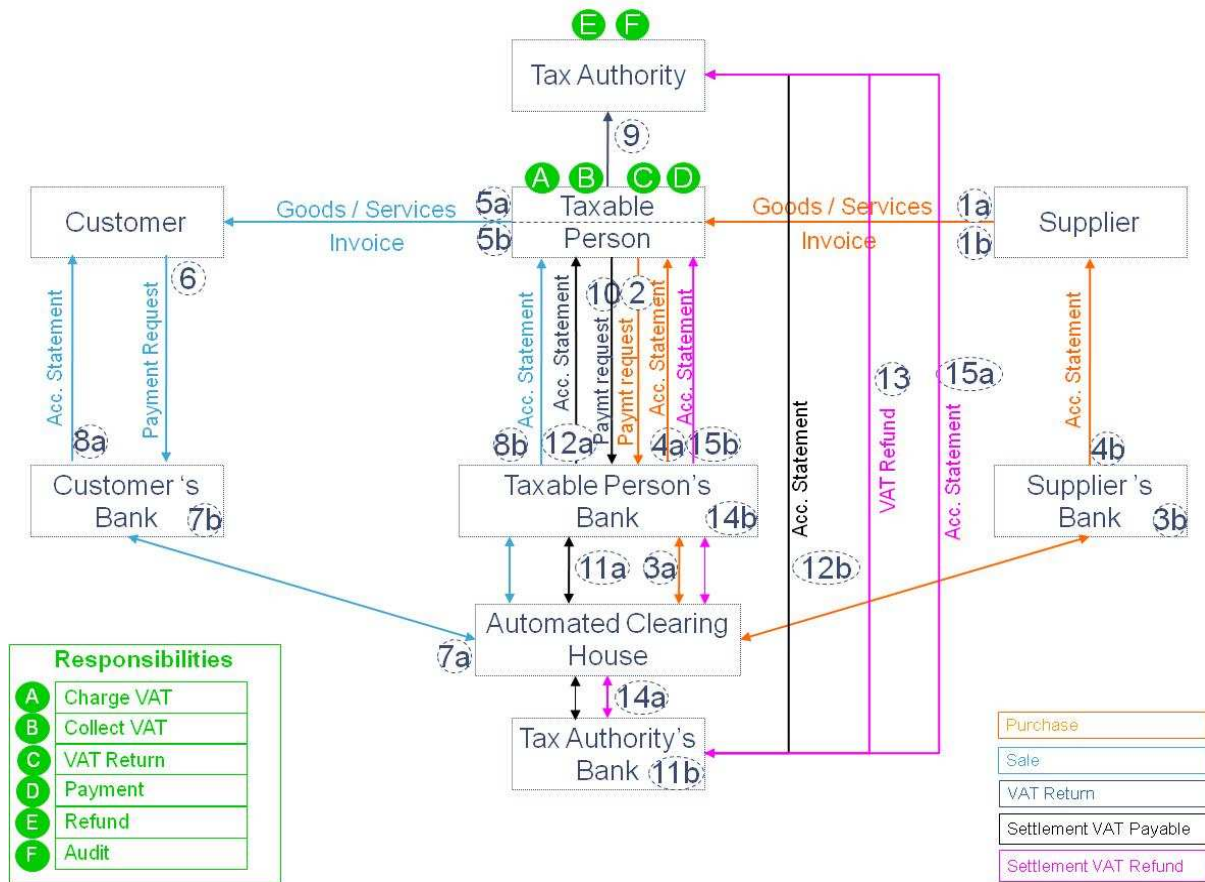 E F
Tax Authority
9
A B C D
Customer
Goods / Services
Invoice
5a
5b
Taxable
Person
Goods / Services
Invoice
1a
1b
Supplier
6
Acc. Statement
Payment Request
8a
10
2
Acc. Statement
Acc. Statement
Paymt request
Paymt request
Acc. Statement
Acc. Statement
8b
12a
4a
15b
Acc. Statement
13
VAT Refund
15a
Acc. Statement
Acc. Statement
4b
Customer 's
Bank
7b
Taxable Person's
Bank
14b
Supplier 's
Bank
3b
11a
3a
12b
Automated Clearing
House
7a
14a
Tax Authority's
Bank
11b
Responsibilities
A Charge VAT
B Collect VAT
C VAT Return
D Payment
E Refund
F Audit
Purchase
Sale
VAT Return
Settlement VAT Payable
Settlement VAT Refund